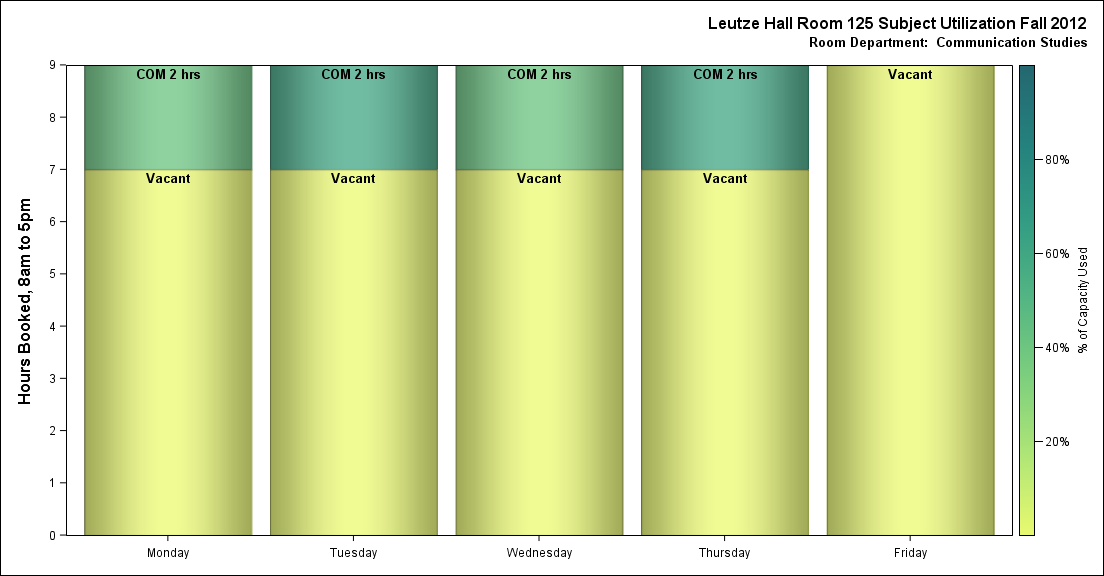 Leutze Hall Room 125 Subject Utilization Fall 2012
Room Department:  Communication Studies
Hours Booked, 8am to 5pm
9
8
7
6
5
4
3
2
1
0
COM 2 hrs
COM 2 hrs
COM 2 hrs
COM 2 hrs
Vacant
Vacant
Vacant
Vacant
Vacant
Monday
Tuesday
Wednesday
Thursday
Friday
80%
60%
40%
20%
% of Capacity Used